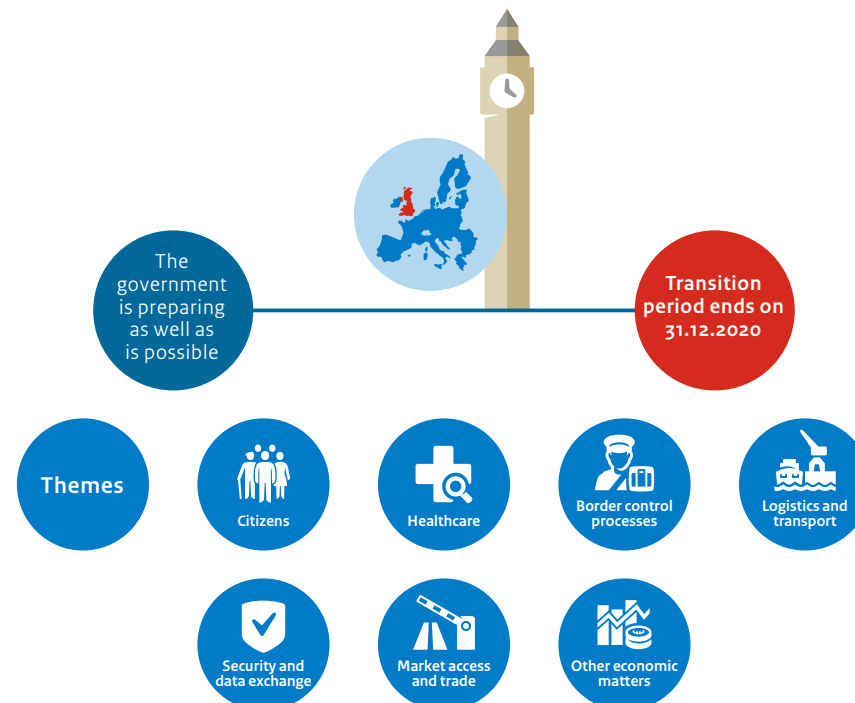 The
government
is preparing
as well as
is possible
Transition
period ends on
31.12.2020
Themes
Citizens
Healthcare
Border control
processes
Logistics and
transport
Security and
data exchange
Market access
and trade
Other economic
matters